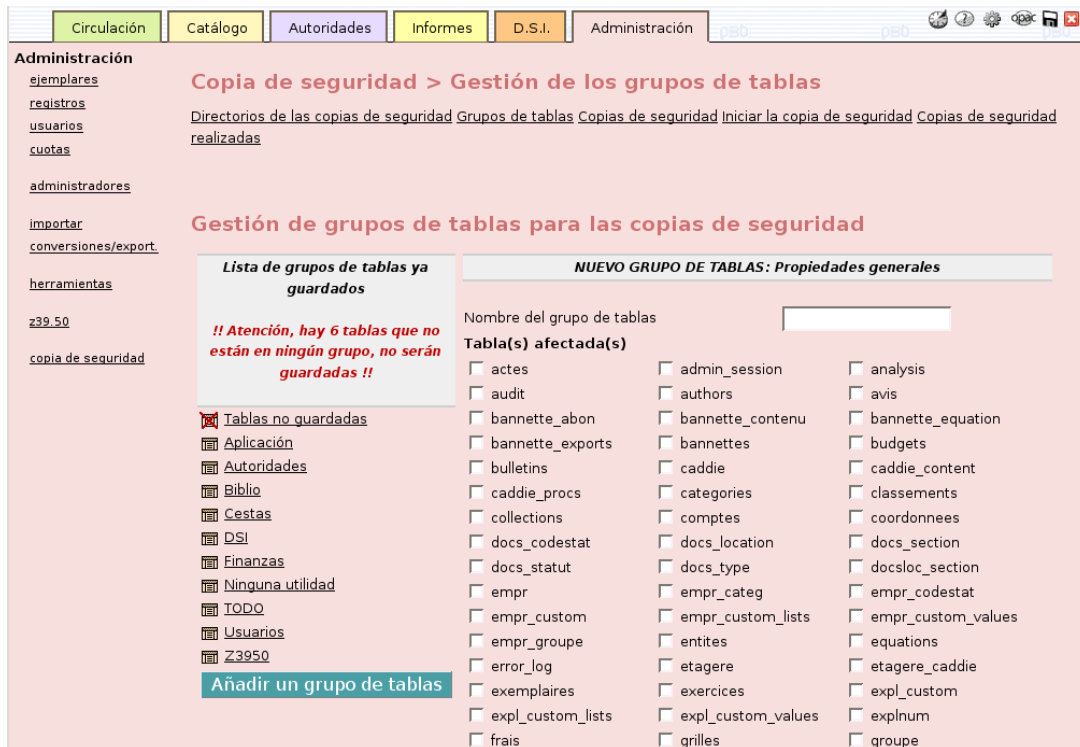 Circulación Catálogo Autoridades Informes D.S.I. Administración pmb pmb pmb opac
Administración
ejemplares
registros
usuarios
cuotas
administradores
importar
conversiones/export.
herramientas
z39.50
copia de seguridad
Copia de seguridad > Gestión de los grupos de tablas
Directorios de las copias de seguridad Grupos de tablas Copias de seguridad Iniciar la copia de seguridad Copias de seguridad
realizadas
Gestión de grupos de tablas para las copias de seguridad
Lista de grupos de tablas ya
guardados
!! Atención, hay 6 tablas que no
están en ningún grupo, no serán
guardadas !!
Tablas no guardadas
Aplicación
Autoridades
Biblio
Cestas
DSI
Finanzas
Ninguna utilidad
TODO
Usuarios
Z3950
Añadir un grupo de tablas
NUEVO GRUPO DE TABLAS: Propiedades generales
Nombre del grupo de tablas
Tabla(s) afectada(s)
actes admin_session analysis
audit authors avis
bannette_abon bannette_contenu bannette_equation
bannette_exports bannettes budgets
bulletins caddie caddie_content
caddie_procs categories classements
collections comptes coordonnees
docs_codestat docs_location docs_section
docs_statut docs_type docsloc_section
empr empr_categ empr_codestat
empr_custom empr_custom_lists empr_custom_values
empr_groupe entites equations
error_log etagere etagere_caddie
exemplaires exercices expl_custom
expl_custom_lists expl_custom_values explnum
frais grilles groupe